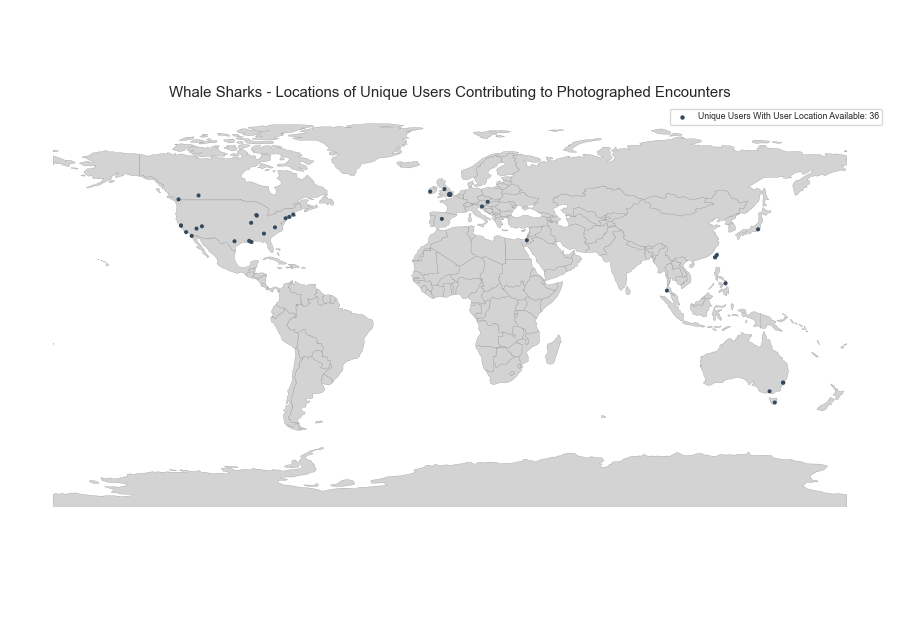 Whale Sharks - Locations of Unique Users Contributing to Photographed Encounters
Unique Users With User Location Available: 36